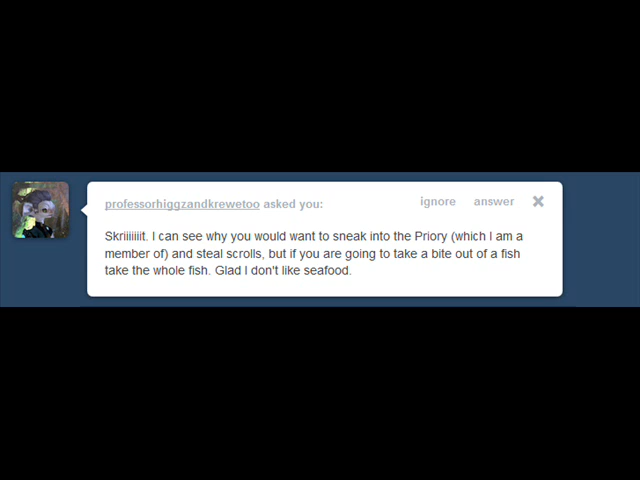 professorhiggzandkrewetoo asked you: ignore answer
Skriiiiiiit. I can see why you would want to sneak into the Priory (which I am a
member of) and steal scrolls, but if you are going to take a bite out of a fish
take the whole fish. Glad I don't like seafood.